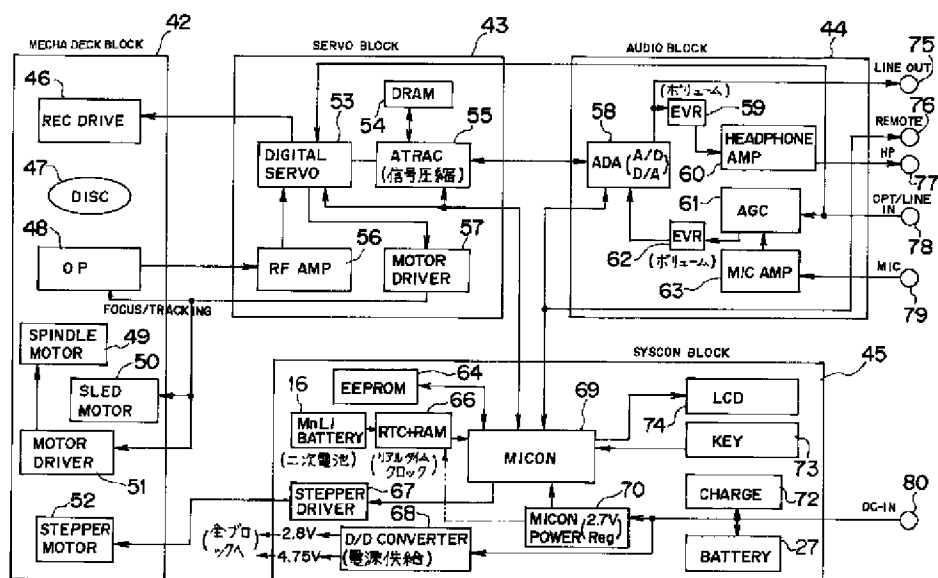 MECHA DECK BLOCK
42
46
REC DRIVE
47
DISC
48
OP
FOCUS/TRACKING
SPINDLE
MOTOR
49
50
SLED
MOTOR
MOTOR
DRIVER
51
52
STEPPER
MOTOR
SERVO BLOCK
43
53
DRAM
54
55
DIGITAL
SERVO
ATRAC
(信号圧縮)
56
RF AMP
57
MOTOR
DRIVER
AUDIO BLOCK
44
58
(ボリューム)
EVR
59
ADA (A/D D/A)
HEADPHONE
AMP
60
61
AGC
EVR
62
(ボリューム)
MIC AMP
63
75
LINE OUT
76
REMOTE
HP
77
OPT/LINE
IN
78
MIC
79
SYSCON BLOCK
45
64
EEPROM
16
MnLi
BATTERY
(二次電池)
66
RTC+RAM
(リアルタイム
クロック)
69
MICON
LCD
74
KEY
73
67
STEPPER
DRIVER
68
D/D CONVERTER
(電源供給)
2.8V
4.75V
(全ブロ
ックへ)
70
MICON
POWER
(2.7V
Reg)
CHARGE
72
BATTERY
27
80
DC-IN